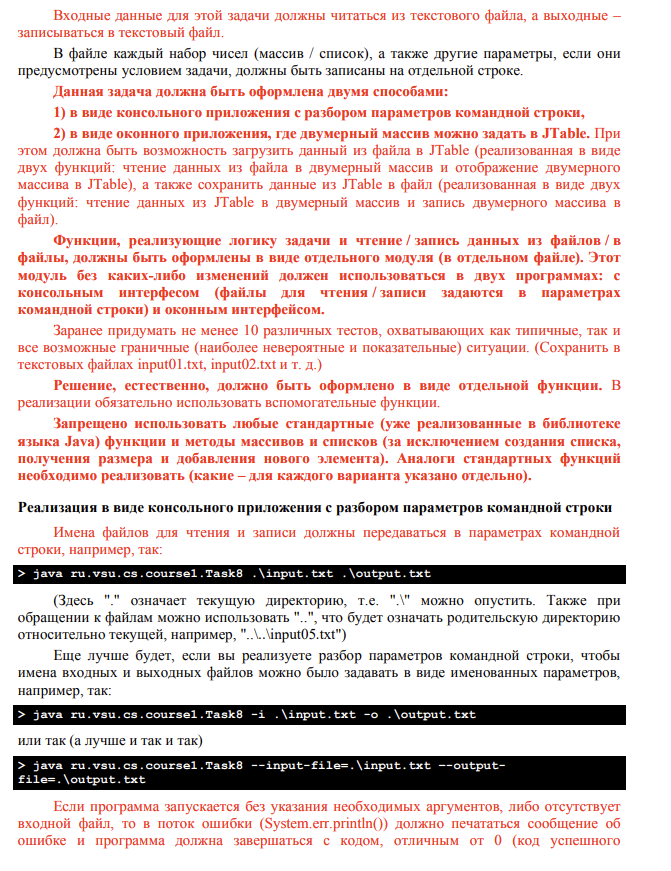 Входные данные для этой задачи должны читаться из текстового файла, а выходные –
записываться в текстовый файл.
В файле каждый набор чисел (массив / список), а также другие параметры, если они
предусмотрены условием задачи, должны быть записаны на отдельной строке.
Данная задача должна быть оформлена двумя способами:
1) в виде консольного приложения с разбором параметров командной строки,
2) в виде оконного приложения, где двумерный массив можно задать в JTable. При
этом должна быть возможность загрузить данный из файла в JTable (реализованная в виде
двух функций: чтение данных из файла в двумерный массив и отображение двумерного
массива в JTable), а также сохранить данные из JTable в файл (реализованная в виде двух
функций: чтение данных из JTable в двумерный массив и запись двумерного массива в
файл).
Функции, реализующие логику задачи и чтение / запись данных из файлов / в
файлы, должны быть оформлены в виде отдельного модуля (в отдельном файле). Этот
модуль без каких-либо изменений должен использоваться в двух программах: с
консольным интерфесом (файлы для чтения / записи задаются в параметрах
командной строки) и оконным интерфейсом.
Заранее придумать не менее 10 различных тестов, охватывающих как типичные, так и
все возможные граничные (наиболее невероятные и показательные) ситуации. (Сохранить в
текстовых файлах input01.txt, input02.txt и т. д.)
Решение, естественно, должно быть оформлено в виде отдельной функции. В
реализации обязательно использовать вспомогательные функции.
Запрещено использовать любые стандартные (уже реализованные в библиотеке
языка Java) функции и методы массивов и списков (за исключением создания списка,
получения размера и добавления нового элемента). Аналоги стандартных функций
необходимо реализовать (какие – для каждого варианта указано отдельно).
Реализация в виде консольного приложения с разбором параметров командной строки
Имена файлов для чтения и записи должны передаваться в параметрах командной
строки, например, так:
> java ru.vsu.cs.course1.Task8 .\input.txt .\output.txt
(Здесь "." означает текущую директорию, т.е. ".\" можно опустить. Также при
обращении к файлам можно использовать "..", что будет означать родительскую директорию
относительно текущей, например, "..\..\input05.txt")
Еще лучше будет, если вы реализуете разбор параметров командной строки, чтобы
имена входных и выходных файлов можно было задавать в виде именованных параметров,
например, так:
> java ru.vsu.cs.course1.Task8 -i .\input.txt -o .\output.txt
или так (а лучше и так и так)
> java ru.vsu.cs.course1.Task8 --input-file=.\input.txt --output-
file=.\output.txt
Если программа запускается без указания необходимых аргументов, либо отсутствует
входной файл, то в поток ошибки (System.err.println()) должно печататься сообщение об
ошибке и программа должна завершаться с кодом, отличным от 0 (код успешного